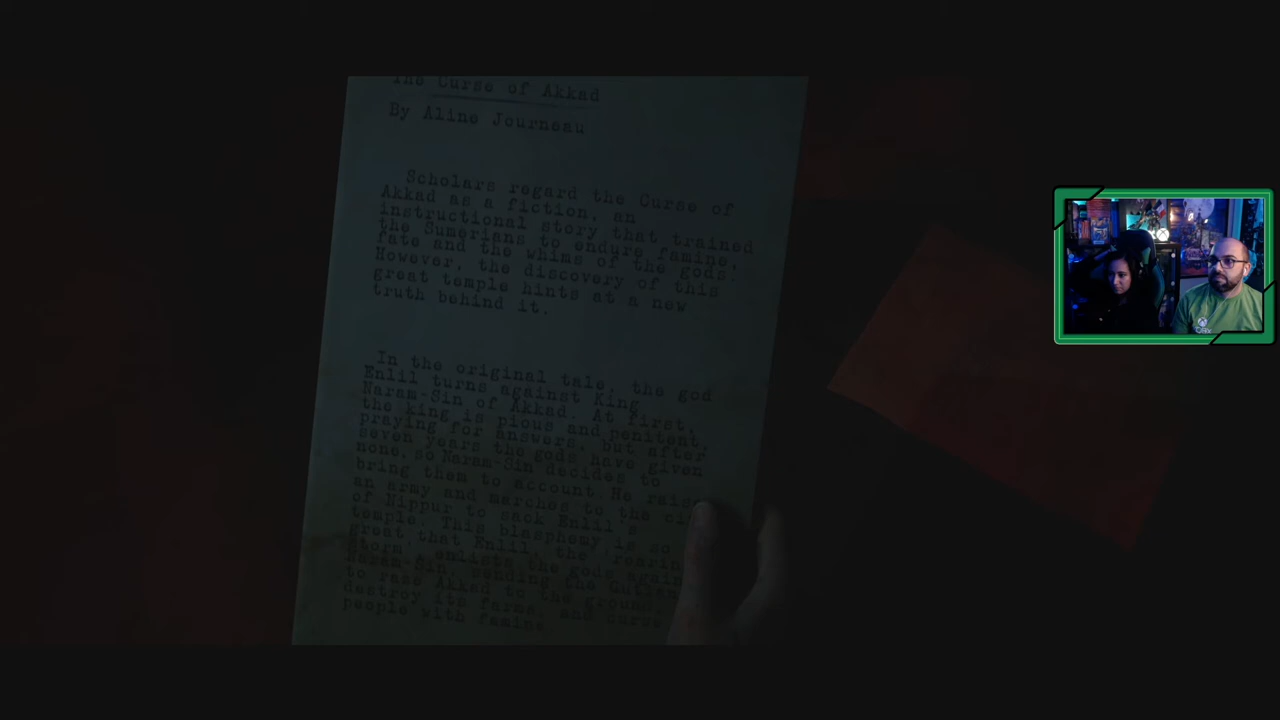 The Curse of Akkad
By Aline Journeau
Scholars regard the Curse of
Akkad as a fiction, an
instructional story that trained
the Sumerians to endure famine,
fate and the whims of the gods.
However, the discovery of this
great temple hints at a new
truth behind it.
In the original tale, the god
Enlil turns against King
Naram-Sin of Akkad. At first,
the king is pious and penitent,
praying for answers, but after
seven years the gods have given
none, so Naram-Sin decides to
bring them to account. He raises
an army and marches to the ci
of Nippur to sack Enlil's
temple. This blasphemy is so
great that Enlil, the roarin
storm, enlists the gods again
Naram-Sin, sending the Gutian
to rase Akkad to the ground,
destroy its farms, and curse
people with famine.